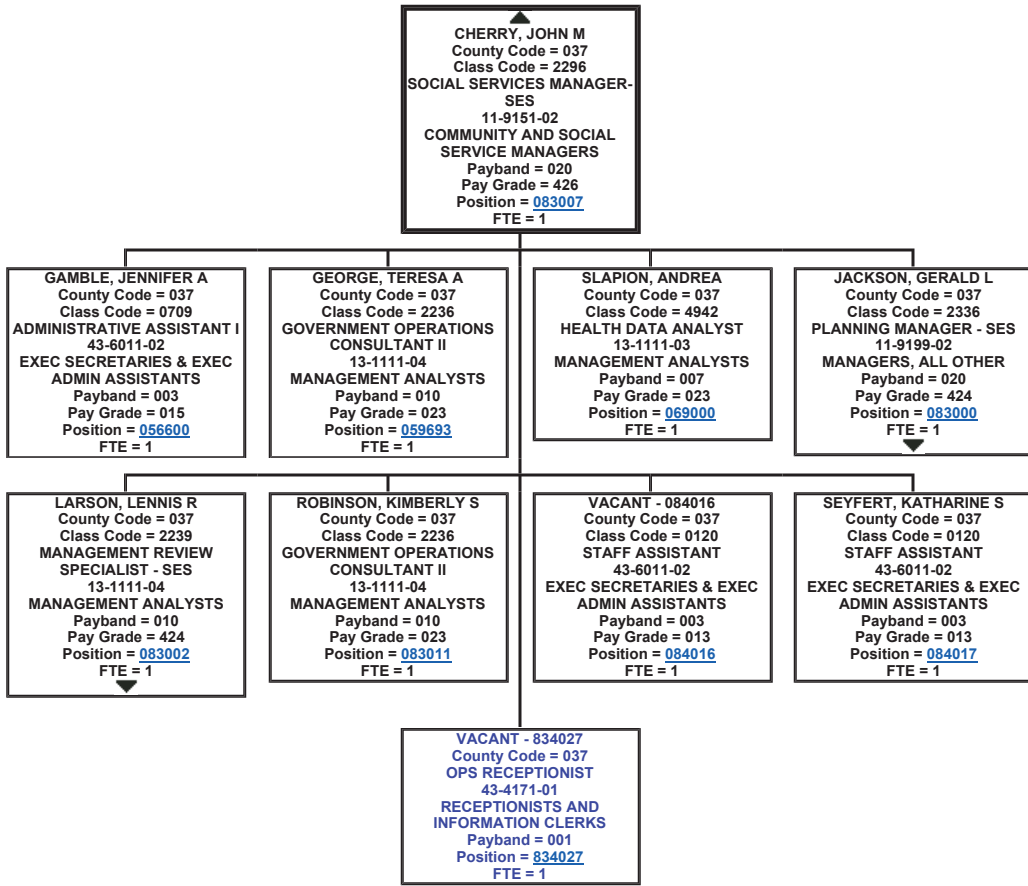 CHERRY, JOHN M
County Code = 037
Class Code = 2296
SOCIAL SERVICES MANAGER-
SES
11-9151-02
COMMUNITY AND SOCIAL
SERVICE MANAGERS
Payband = 020
Pay Grade = 426
Position = 083007
FTE = 1
GAMBLE, JENNIFER A
County Code = 037
Class Code = 0709
ADMINISTRATIVE ASSISTANT I
43-6011-02
EXEC SECRETARIES & EXEC
ADMIN ASSISTANTS
Payband = 003
Pay Grade = 015
Position = 056600
FTE = 1
GEORGE, TERESA A
County Code = 037
Class Code = 2236
GOVERNMENT OPERATIONS
CONSULTANT II
13-1111-04
MANAGEMENT ANALYSTS
Payband = 010
Pay Grade = 023
Position = 059693
FTE = 1
SLAPION, ANDREA
County Code = 037
Class Code = 4942
HEALTH DATA ANALYST
13-1111-03
MANAGEMENT ANALYSTS
Payband = 007
Pay Grade = 023
Position = 069000
FTE = 1
JACKSON, GERALD L
County Code = 037
Class Code = 2336
PLANNING MANAGER - SES
11-9199-02
MANAGERS, ALL OTHER
Payband = 020
Pay Grade = 424
Position = 083000
FTE = 1
LARSON, LENNIS R
County Code = 037
Class Code = 2239
MANAGEMENT REVIEW
SPECIALIST - SES
13-1111-04
MANAGEMENT ANALYSTS
Payband = 010
Pay Grade = 424
Position = 083002
FTE = 1
ROBINSON, KIMBERLY S
County Code = 037
Class Code = 2236
GOVERNMENT OPERATIONS
CONSULTANT II
13-1111-04
MANAGEMENT ANALYSTS
Payband = 010
Pay Grade = 023
Position = 083011
FTE = 1
VACANT - 084016
County Code = 037
Class Code = 0120
STAFF ASSISTANT
43-6011-02
EXEC SECRETARIES & EXEC
ADMIN ASSISTANTS
Payband = 003
Pay Grade = 013
Position = 084016
FTE = 1
SEYFERT, KATHARINE S
County Code = 037
Class Code = 0120
STAFF ASSISTANT
43-6011-02
EXEC SECRETARIES & EXEC
ADMIN ASSISTANTS
Payband = 003
Pay Grade = 013
Position = 084017
FTE = 1
VACANT - 834027
County Code = 037
OPS RECEPTIONIST
43-4171-01
RECEPTIONISTS AND
INFORMATION CLERKS
Payband = 001
Position = 834027
FTE = 1